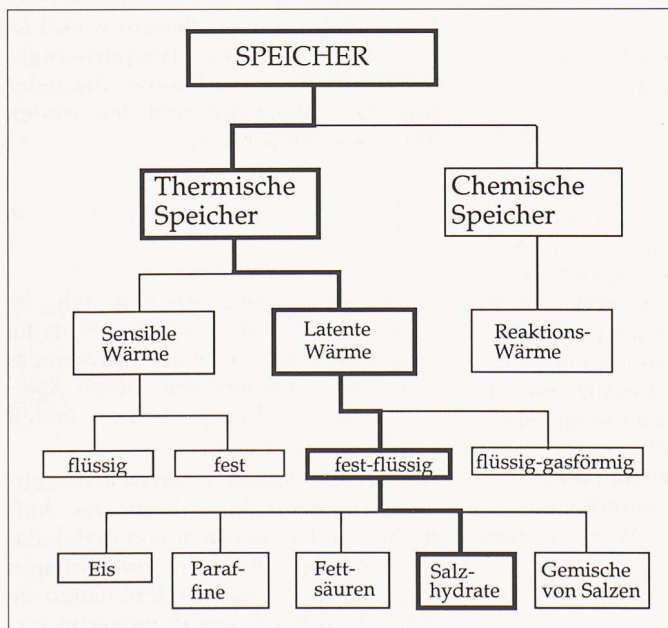 SPEICHER
Thermische
Speicher
Chemische
Speicher
Sensible
Wärme
Latente
Wärme
Reaktions-
Wärme
flüssig
fest
fest-flüssig
flüssig-gasförmig
Eis
Paraf-
fine
Fett-
säuren
Salz-
hydrate
Gemische
von Salzen